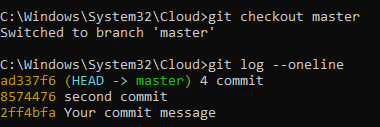 C:\Windows\System32\Cloud>git checkout master
Switched to branch 'master'
C:\Windows\System32\Cloud>git log --oneline
ad337f6 (HEAD -> master) 4 commit
8574476 second commit
2ff4bfa Your commit message